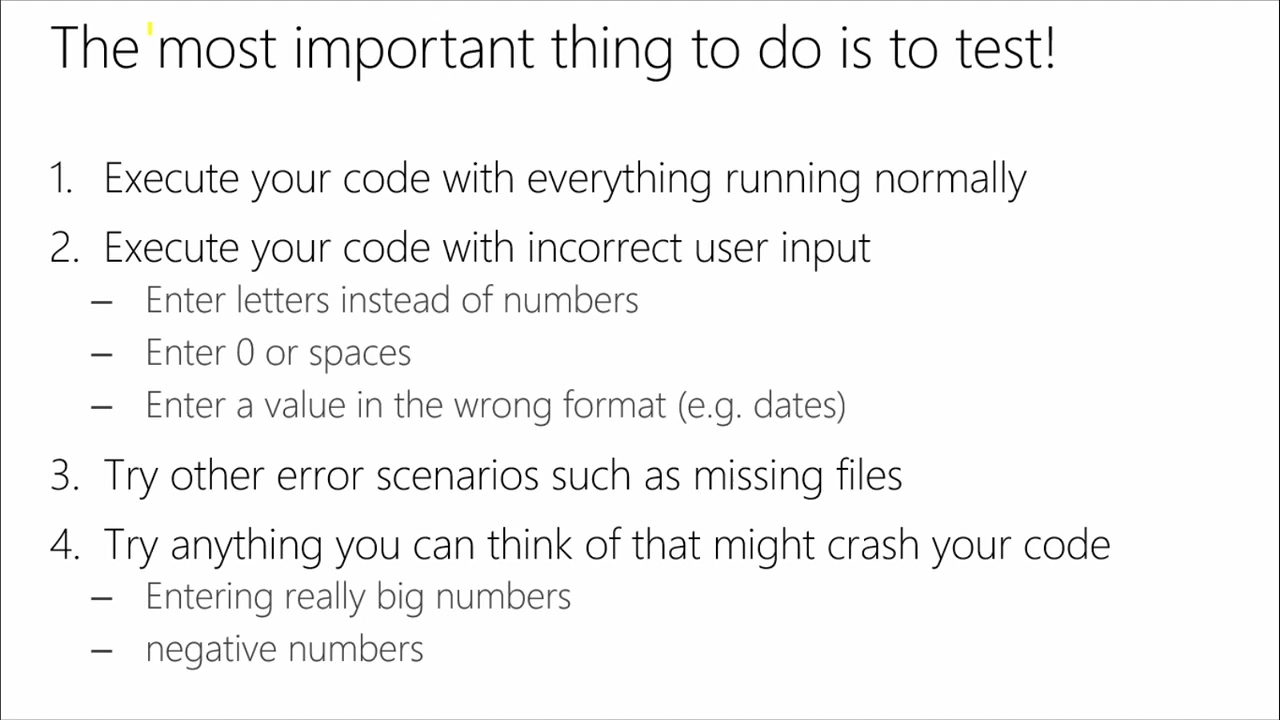 The most important thing to do is to test!
1. Execute your code with everything running normally
2. Execute your code with incorrect user input
– Enter letters instead of numbers
– Enter 0 or spaces
– Enter a value in the wrong format (e.g. dates)
3. Try other error scenarios such as missing files
4. Try anything you can think of that might crash your code
– Entering really big numbers
– negative numbers